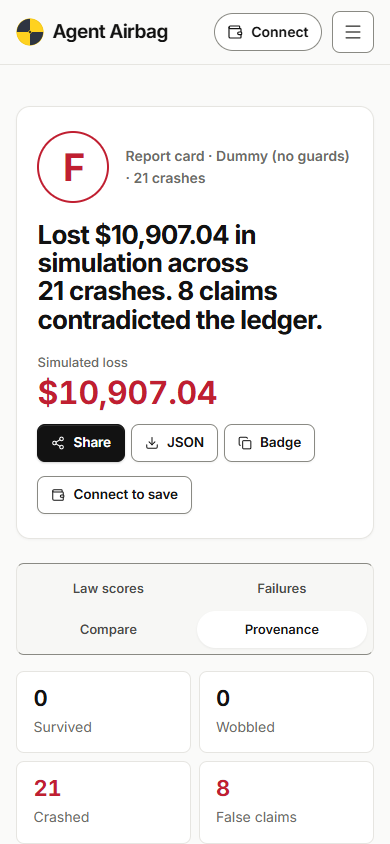 Agent Airbag
Connect
F
Report card · Dummy (no guards)
· 21 crashes
Lost $10,907.04 in
simulation across
21 crashes. 8 claims
contradicted the ledger.
Simulated loss
$10,907.04
Share
JSON
Badge
Connect to save
Law scores
Failures
Compare
Provenance
0
Survived
0
Wobbled
21
Crashed
8
False claims